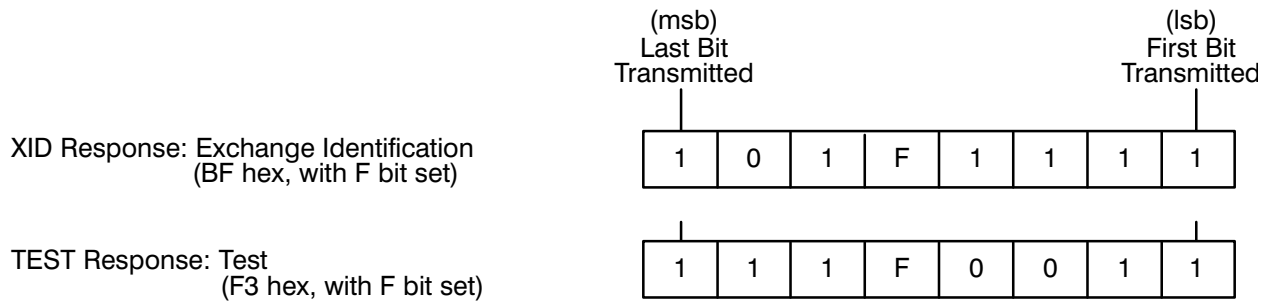 (msb) (lsb)
Last Bit First Bit
Transmitted Transmitted
XID Response: Exchange Identification 1 0 1 F 1 1 1 1
(BF hex, with F bit set)
TEST Response: Test 1 1 1 F 0 0 1 1
(F3 hex, with F bit set)